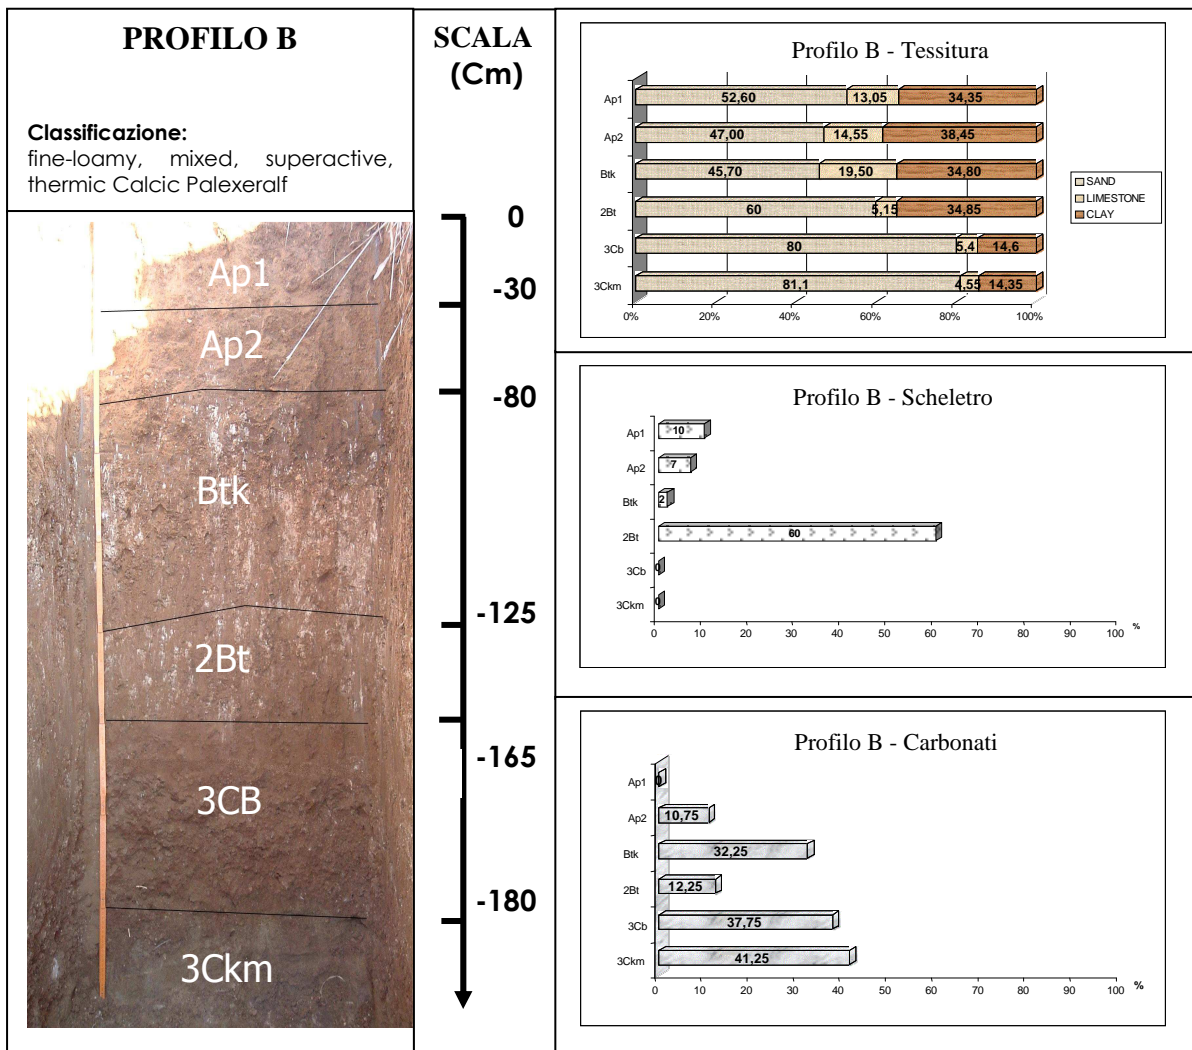 PROFILO B
Classificazione:
fine-loamy, mixed, superactive,
thermic Calcic Palexeralf
Ap1
Ap2
Btk
2Bt
3CB
3Ckm
SCALA
(Cm)
0
-30
-80
-125
-165
-180
Profilo B - Tessitura
Ap1 52,60 13,05 34,35
Ap2 47,00 14,55 38,45
Btk 45,70 19,50 34,80
2Bt 60 5,15 34,85
3Cb 80 5,4 14,6
3Ckm 81,1 4,55 14,35
0% 20% 40% 60% 80% 100%
SAND
LIMESTONE
CLAY
Profilo B - Scheletro
Ap1 10
Ap2 7
Btk 2
2Bt 60
3Cb 0
3Ckm 0
0 10 20 30 40 50 60 70 80 90 100 %
Profilo B - Carbonati
Ap1 0
Ap2 10,75
Btk 32,25
2Bt 12,25
3Cb 37,75
3Ckm 41,25
0 10 20 30 40 50 60 70 80 90 100 %